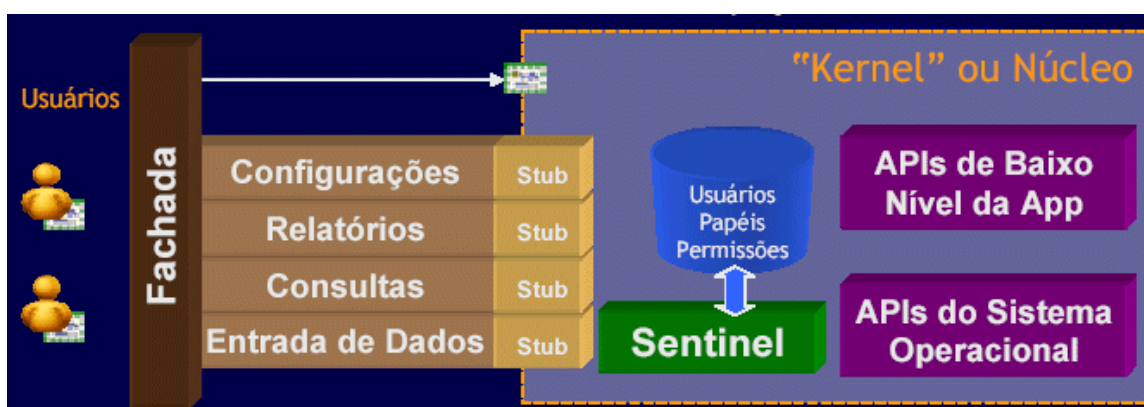 “Kernel” ou Núcleo
Usuários
Fachada
Configurações
Stub
Relatórios
Stub
Consultas
Stub
Entrada de Dados
Stub
Usuários
Papéis
Permissões
Sentinel
APIs de Baixo
Nível da App
APIs do Sistema
Operacional